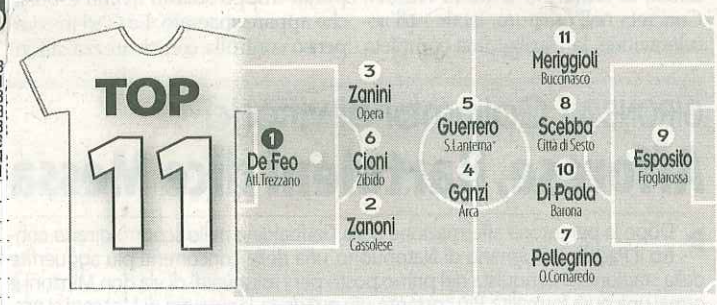 TOP
11
1
De Feo
Atl.Trezzano
3
Zanini
Opera
6
Cioni
Zibido
2
Zanoni
Cassolese
5
Guerrero
S.Lanterna
4
Ganzi
Arca
11
Meriggioli
Buccinasco
8
Scebba
Città di Sesto
10
Di Paola
Barona
7
Pellegrino
O.Cornaredo
9
Esposito
Froglarossa